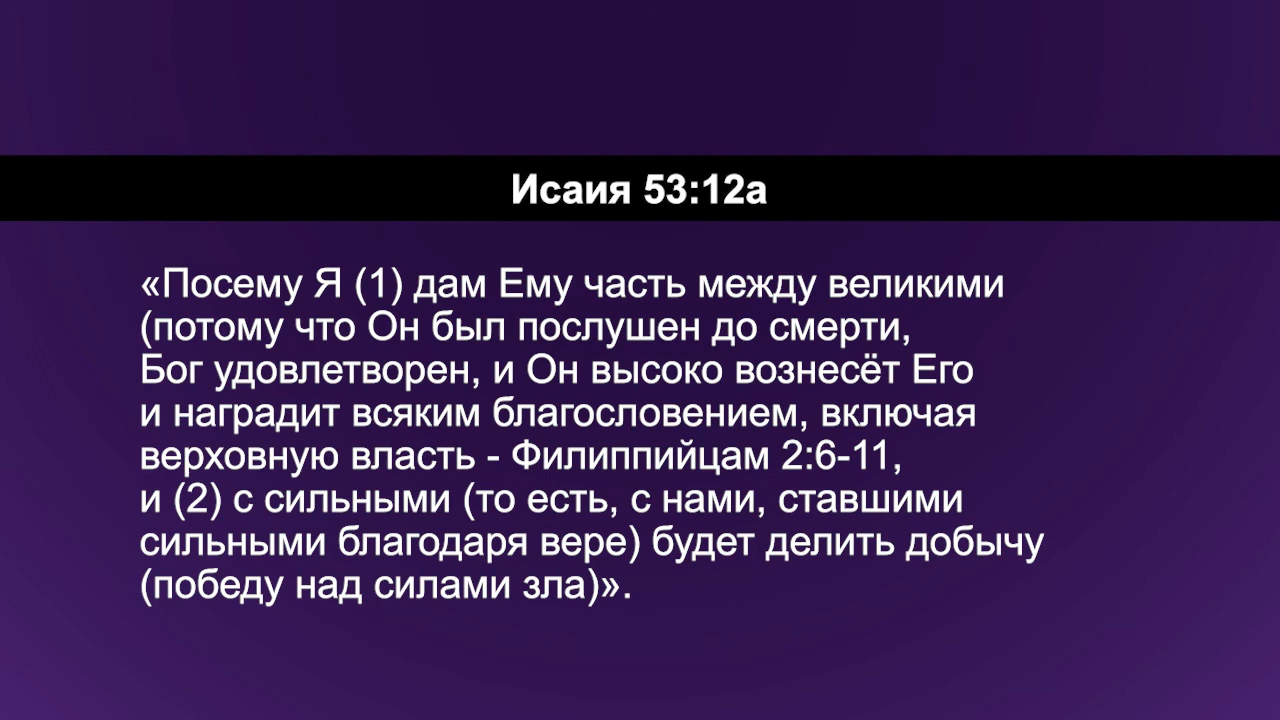 Исаия 53:12а
«Посему Я (1) дам Ему часть между великими
(потому что Он был послушен до смерти,
Бог удовлетворен, и Он высоко вознесёт Его
и наградит всяким благословением, включая
верховную власть - Филиппийцам 2:6-11,
и (2) с сильными (то есть, с нами, ставшими
сильными благодаря вере) будет делить добычу
(победу над силами зла)».